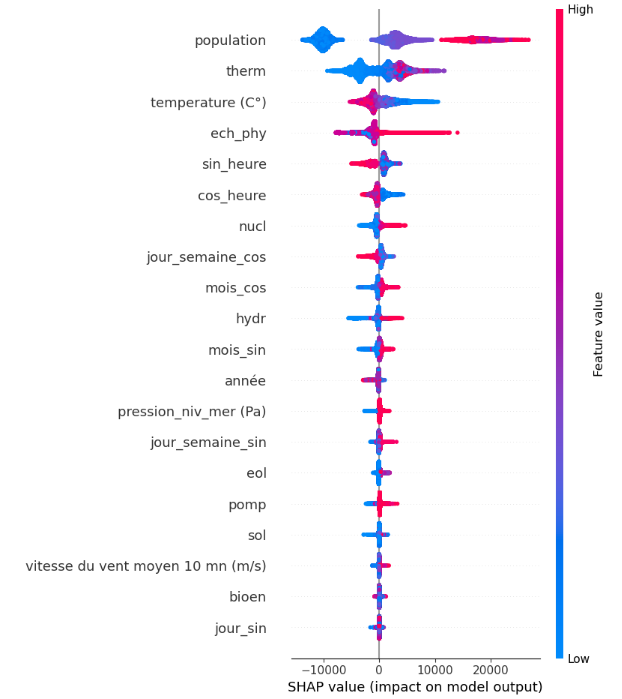 High
population
therm
temperature (C°)
ech_phy
sin_heure
cos_heure
nucl
jour_semaine_cos
mois_cos
hydr
mois_sin
année
pression_niv_mer (Pa)
jour_semaine_sin
eol
pomp
sol
vitesse du vent moyen 10 mn (m/s)
bioen
jour_sin
Feature value
Low
−10000 0 10000 20000
SHAP value (impact on model output)